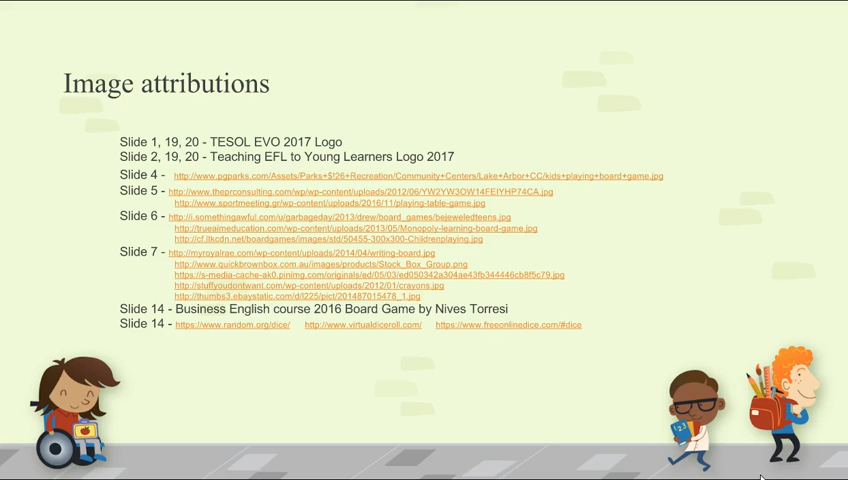 Image attributions
Slide 1, 19, 20 - TESOL EVO 2017 Logo
Slide 2, 19, 20 - Teaching EFL to Young Learners Logo 2017
Slide 4 - http://www.pgparks.com/Assets/Parks+$!26+Recreation/Community+Centers/Lake+Arbor+CC/kids+playing+board+game.jpg
Slide 5 - http://www.theprconsulting.com/wp/wp-content/uploads/2012/06/YW2YW3OW14FEIYHP74CA.jpg
http://www.sportmeeting.gr/wp-content/uploads/2016/11/playing-table-game.jpg
Slide 6 - http://i.somethingawful.com/u/garbageday/2013/drew/board_games/bejeweledteens.jpg
http://trueaimeducation.com/wp-content/uploads/2013/05/Monopoly-learning-board-game.jpg
http://cf.ltkcdn.net/boardgames/images/std/50455-300x300-Childrenplaying.jpg
Slide 7 - http://myroyalrae.com/wp-content/uploads/2014/04/writing-board.jpg
http://www.quickbrownbox.com.au/images/products/Stock_Box_Group.png
https://s-media-cache-ak0.pinimg.com/originals/ed/05/03/ed050342a304ae43fb344446cb8f5c79.jpg
http://stuffyoudontwant.com/wp-content/uploads/2012/01/crayons.jpg
http://thumbs3.ebaystatic.com/d/l225/pict/201487015478_1.jpg
Slide 14 - Business English course 2016 Board Game by Nives Torresi
Slide 14 - https://www.random.org/dice/ http://www.virtualdiceroll.com/ https://www.freeonlinedice.com/#dice
1 2 3